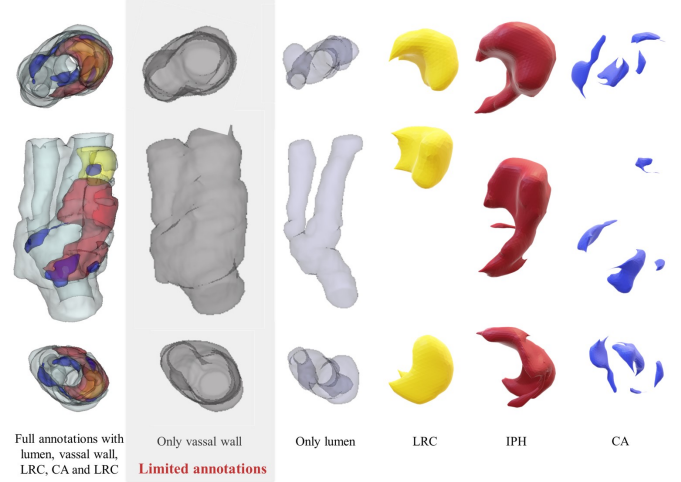 Full annotations with
lumen, vassal wall,
LRC, CA and LRC
Only vassal wall
Limited annotations
Only lumen
LRC
IPH
CA